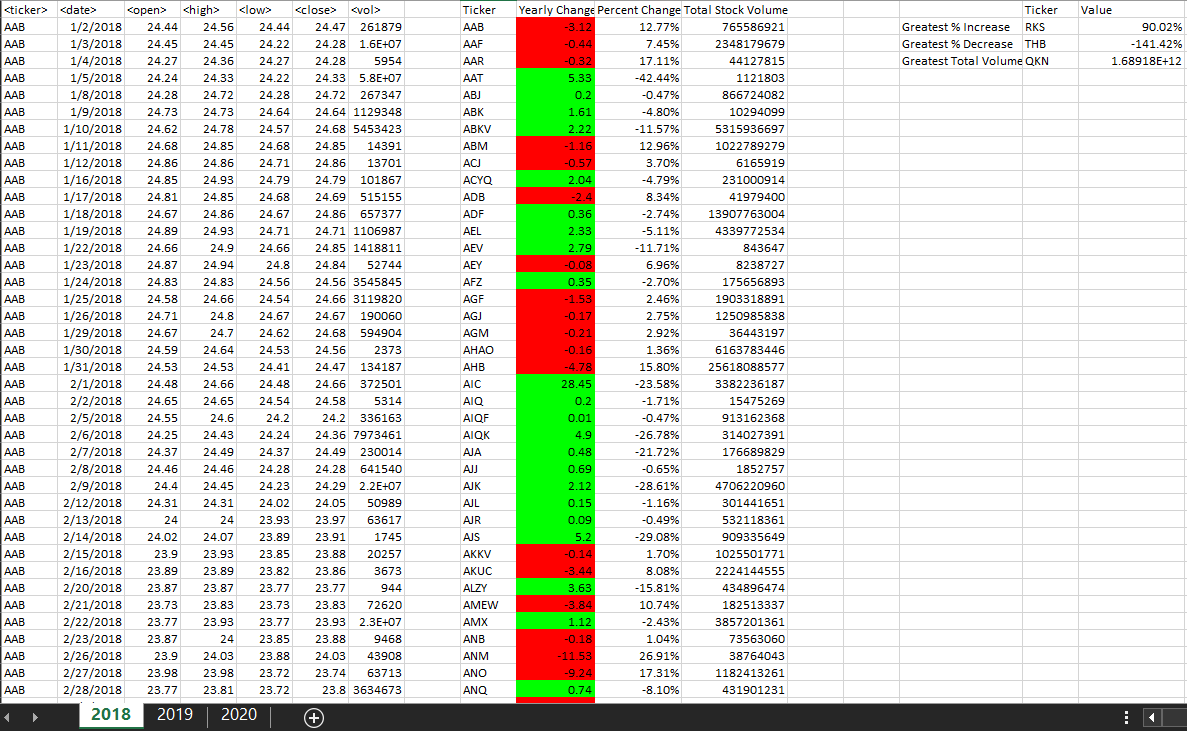 <ticker> <date> <open> <high> <low> <close> <vol> Ticker Yearly Change Percent Change Total Stock Volume Ticker Value
AAB 1/2/2018 24.44 24.56 24.44 24.47 261879 AAB -3.12 12.77% 765586921 Greatest % Increase RKS 90.02%
AAB 1/3/2018 24.45 24.45 24.22 24.28 1.6E+07 AAF -0.44 7.45% 2348179679 Greatest % Decrease THB -141.42%
AAB 1/4/2018 24.27 24.36 24.27 24.28 5954 AAR -0.32 17.11% 44127815 Greatest Total Volume QKN 1.68918E+12
AAB 1/5/2018 24.24 24.33 24.22 24.33 5.8E+07 AAT 5.33 -42.44% 1121803
AAB 1/8/2018 24.28 24.72 24.28 24.72 267347 ABJ 0.2 -0.47% 866724082
AAB 1/9/2018 24.73 24.73 24.64 24.64 1129348 ABK 1.61 -4.80% 10294099
AAB 1/10/2018 24.62 24.78 24.57 24.68 5453423 ABKV 2.22 -11.57% 5315936697
AAB 1/11/2018 24.68 24.85 24.68 24.85 14391 ABM -1.16 12.96% 1022789279
AAB 1/12/2018 24.86 24.86 24.71 24.86 13701 ACJ -0.57 3.70% 6165919
AAB 1/16/2018 24.85 24.93 24.79 24.79 101867 ACYQ 2.04 -4.79% 231000914
AAB 1/17/2018 24.81 24.85 24.68 24.69 515155 ADB -2.4 8.34% 41979400
AAB 1/18/2018 24.67 24.86 24.67 24.86 657377 ADF 0.36 -2.74% 13907763004
AAB 1/19/2018 24.89 24.93 24.71 24.71 1106987 AEL 2.33 -5.11% 4339772534
AAB 1/22/2018 24.66 24.9 24.66 24.85 1418811 AEV 2.79 -11.71% 843647
AAB 1/23/2018 24.87 24.94 24.8 24.84 52744 AEY -0.08 6.96% 8238727
AAB 1/24/2018 24.83 24.83 24.56 24.56 3545845 AFZ 0.35 -2.70% 175656893
AAB 1/25/2018 24.58 24.66 24.54 24.66 3119820 AGF -1.53 2.46% 1903318891
AAB 1/26/2018 24.71 24.8 24.67 24.67 190060 AGJ -0.17 2.75% 1250985838
AAB 1/29/2018 24.67 24.7 24.62 24.68 594904 AGM -0.21 2.92% 36443197
AAB 1/30/2018 24.59 24.64 24.53 24.56 2373 AHAO -0.16 1.36% 6163783446
AAB 1/31/2018 24.53 24.53 24.41 24.47 134187 AHB -4.78 15.80% 25618088577
AAB 2/1/2018 24.48 24.66 24.48 24.66 372501 AIC 28.45 -23.58% 3382236187
AAB 2/2/2018 24.65 24.65 24.54 24.58 5314 AIQ 0.2 -1.71% 15475269
AAB 2/5/2018 24.55 24.6 24.2 24.2 336163 AIQF 0.01 -0.47% 913162368
AAB 2/6/2018 24.25 24.43 24.24 24.36 7973461 AIQK 4.9 -26.78% 314027391
AAB 2/7/2018 24.37 24.49 24.37 24.49 230014 AJA 0.48 -21.72% 176689829
AAB 2/8/2018 24.46 24.46 24.28 24.28 641540 AJJ 0.69 -0.65% 1852757
AAB 2/9/2018 24.4 24.45 24.23 24.29 2.2E+07 AJK 2.12 -28.61% 4706220960
AAB 2/12/2018 24.31 24.31 24.02 24.05 50989 AJL 0.15 -1.16% 301441651
AAB 2/13/2018 24 24 23.93 23.97 63617 AJR 0.09 -0.49% 532118361
AAB 2/14/2018 24.02 24.07 23.89 23.91 1745 AJS 5.2 -29.08% 909335649
AAB 2/15/2018 23.9 23.93 23.85 23.88 20257 AKKV -0.14 1.70% 1025501771
AAB 2/16/2018 23.89 23.89 23.82 23.86 3673 AKUC -3.44 8.08% 2224144555
AAB 2/20/2018 23.87 23.87 23.77 23.77 944 ALZY 3.63 -15.81% 434896474
AAB 2/21/2018 23.73 23.83 23.73 23.83 72620 AMEW -3.84 10.74% 182513337
AAB 2/22/2018 23.77 23.93 23.77 23.93 2.3E+07 AMX 1.12 -2.43% 3857201361
AAB 2/23/2018 23.87 24 23.85 23.88 9468 ANB -0.18 1.04% 73563060
AAB 2/26/2018 23.9 24.03 23.88 24.03 43908 ANM -11.53 26.91% 38764043
AAB 2/27/2018 23.98 23.98 23.72 23.74 63713 ANO -9.24 17.31% 1182413261
AAB 2/28/2018 23.77 23.81 23.72 23.8 3634673 ANQ 0.74 -8.10% 431901231
2018 2019 2020